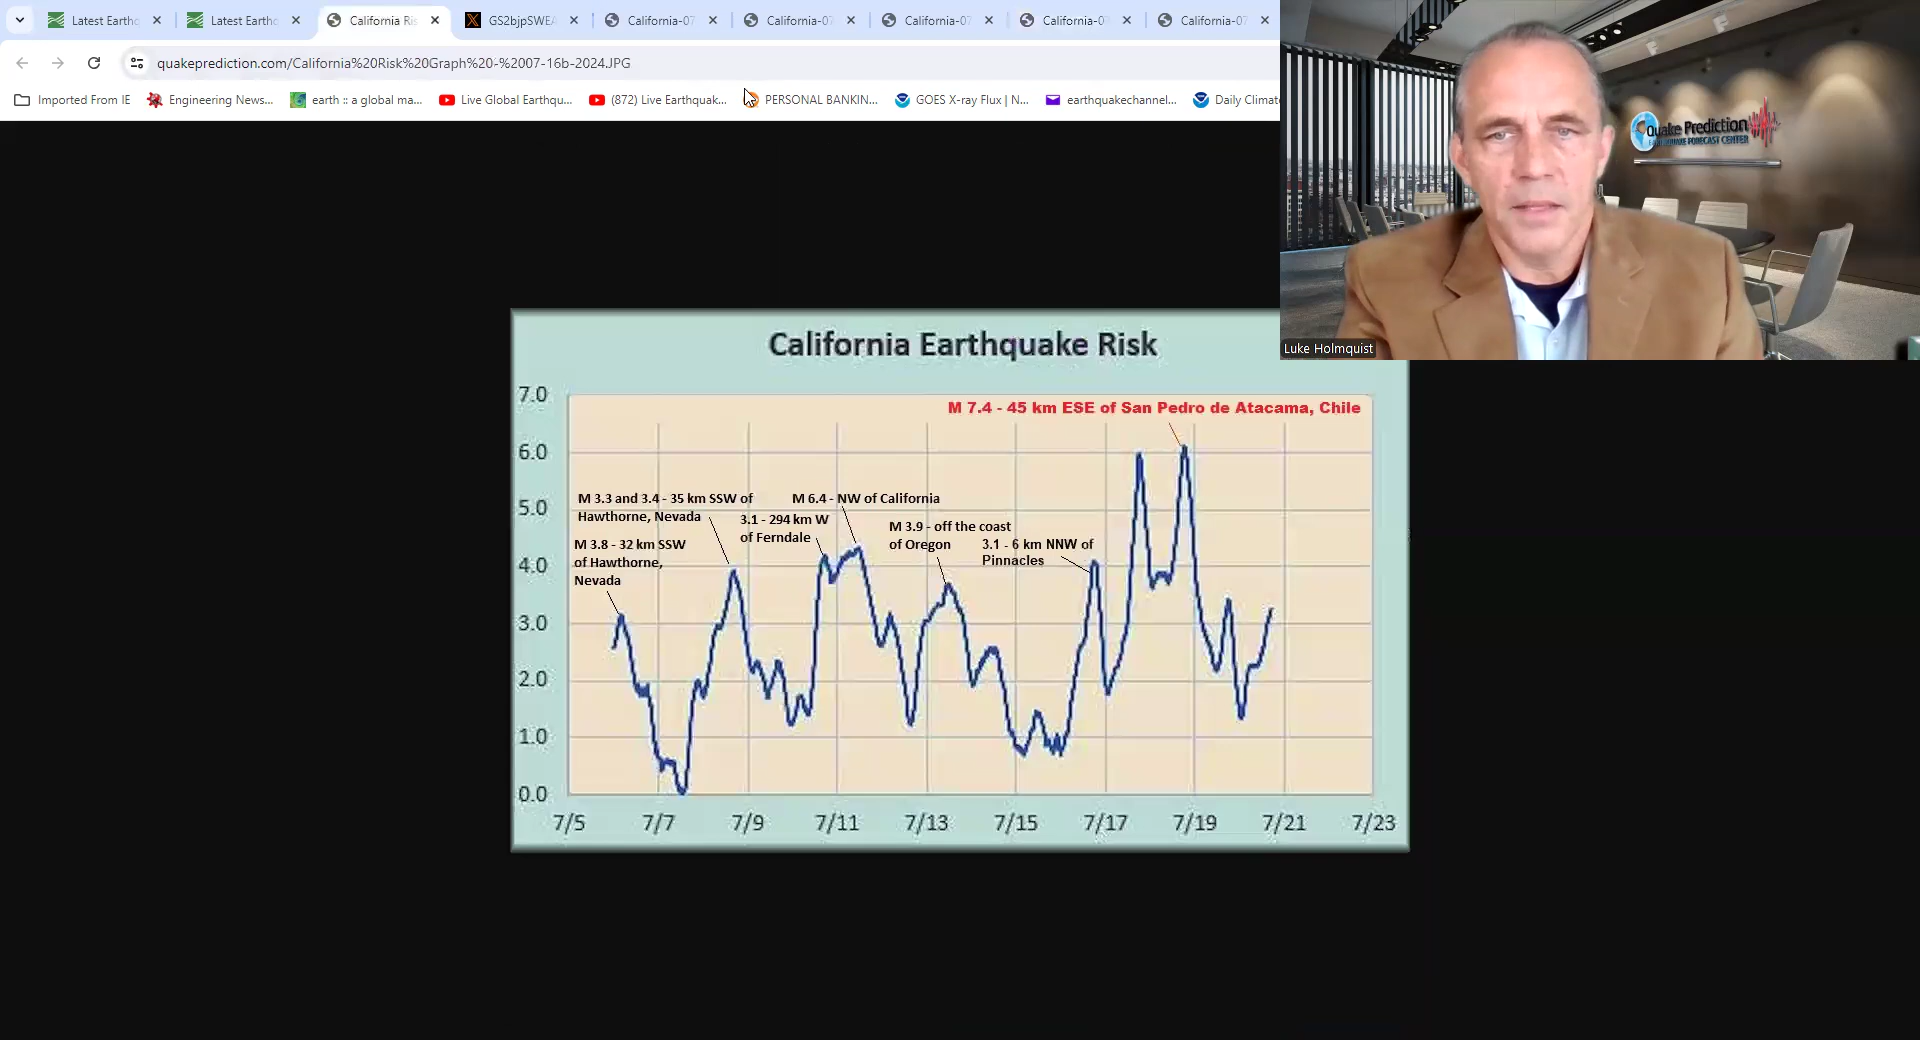 Latest Eartho
Latest Eartho
California Ris
GS2bjpSWEA
California-07
California-07
California-07
California-07
California-07
quakeprediction.com/California%20Risk%20Graph%20-%2007-16b-2024.JPG
Imported From IE
Engineering News...
earth :: a global ma...
Live Global Earthqu...
(872) Live Earthquak...
PERSONAL BANKIN...
GOES X-ray Flux | N...
earthquakechannel...
Daily Climate
Quake Prediction
EARTHQUAKE FORECAST CENTER
Luke Holmquist
California Earthquake Risk
7.0
6.0
5.0
4.0
3.0
2.0
1.0
0.0
M 7.4 - 45 km ESE of San Pedro de Atacama, Chile
M 3.3 and 3.4 - 35 km SSW of
Hawthorne, Nevada
M 3.8 - 32 km SSW
of Hawthorne,
Nevada
3.1 - 294 km W
of Ferndale
M 6.4 - NW of California
M 3.9 - off the coast
of Oregon
3.1 - 6 km NNW of
Pinnacles
7/5
7/7
7/9
7/11
7/13
7/15
7/17
7/19
7/21
7/23